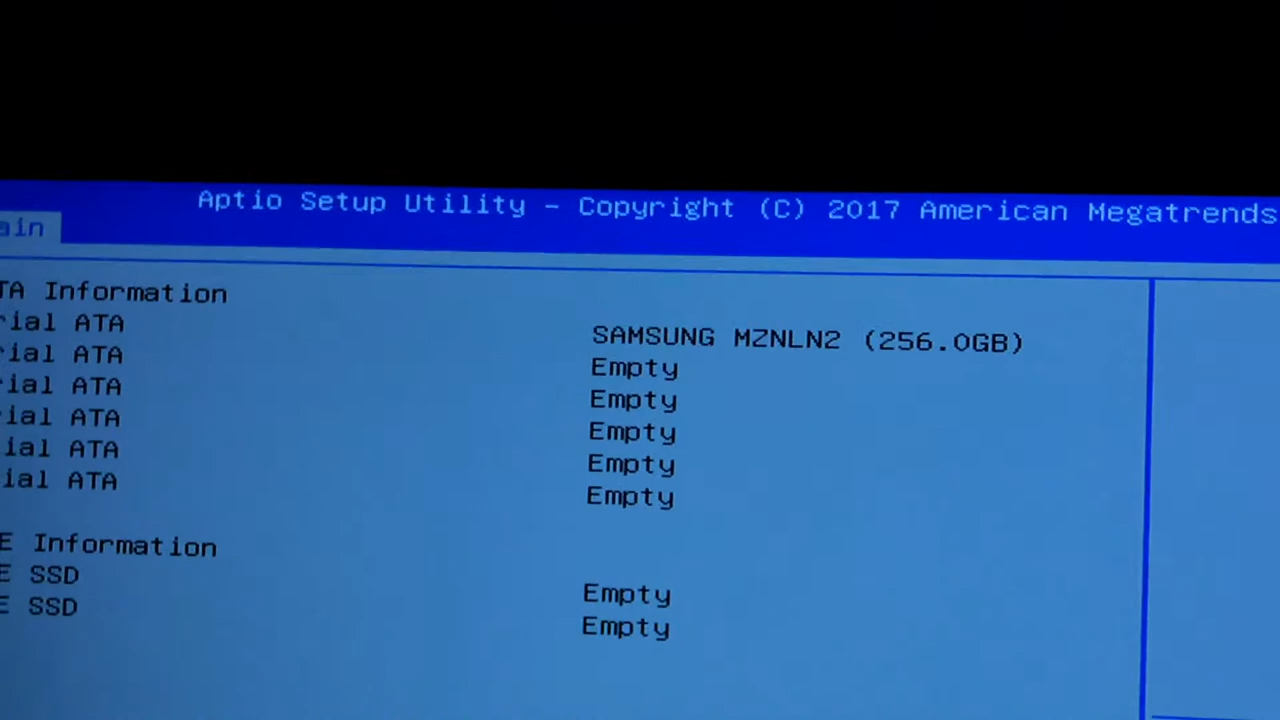 Aptio Setup Utility - Copyright (C) 2017 American Megatrends
ain
TA Information
rial ATA SAMSUNG MZNLN2 (256.0GB)
rial ATA Empty
rial ATA Empty
rial ATA Empty
ial ATA Empty
ial ATA Empty
E Information
E SSD Empty
E SSD Empty